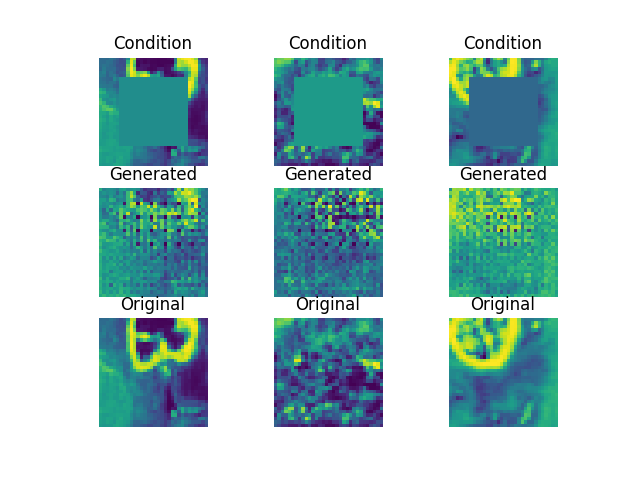 Condition Condition Condition
Generated Generated Generated
Original Original Original